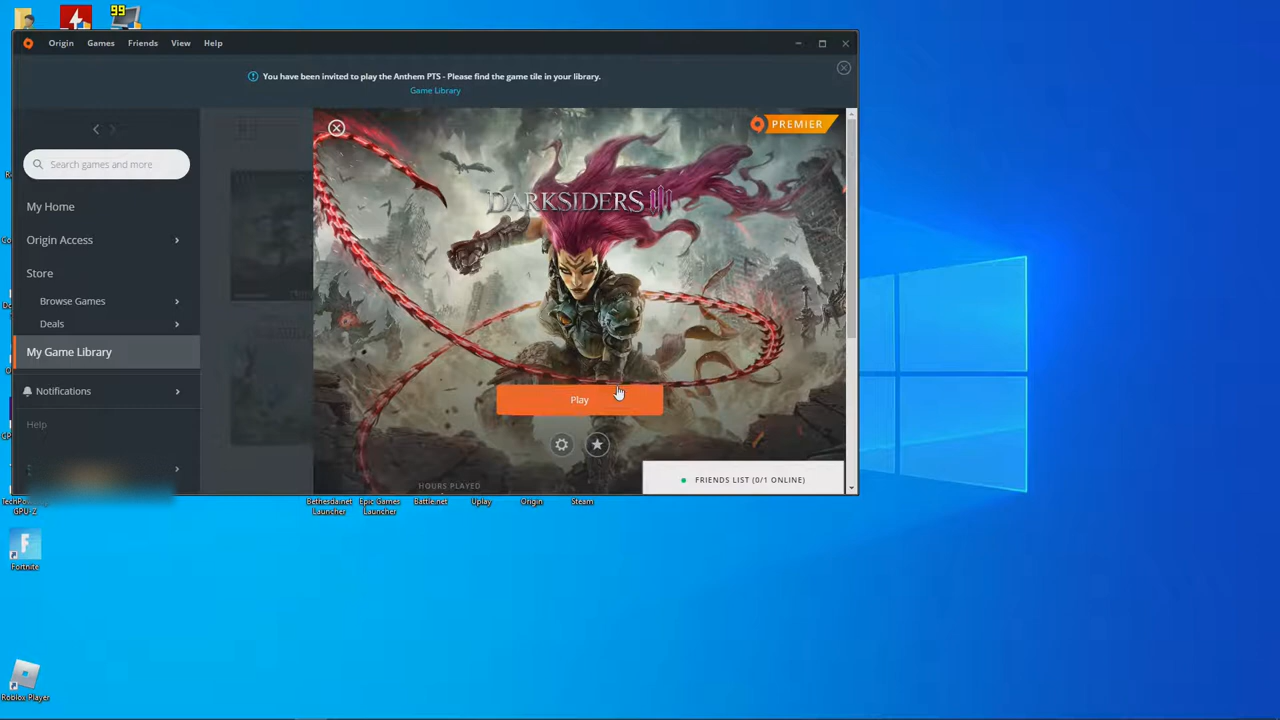 99
Origin Games Friends View Help
You have been invited to play the Anthem PTS - Please find the game tile in your library.
Game Library
PREMIER
Search games and more
DARKSIDERS III
My Home
Origin Access
Store
Browse Games
Deals
My Game Library
Notifications
Play
Help
HOURS PLAYED
FRIENDS LIST (0/1 ONLINE)
GPU-Z
Bethesda.net
Launcher
Epic Games
Launcher
Battle.net
Uplay
Origin
Steam
Fortnite
Roblox Player